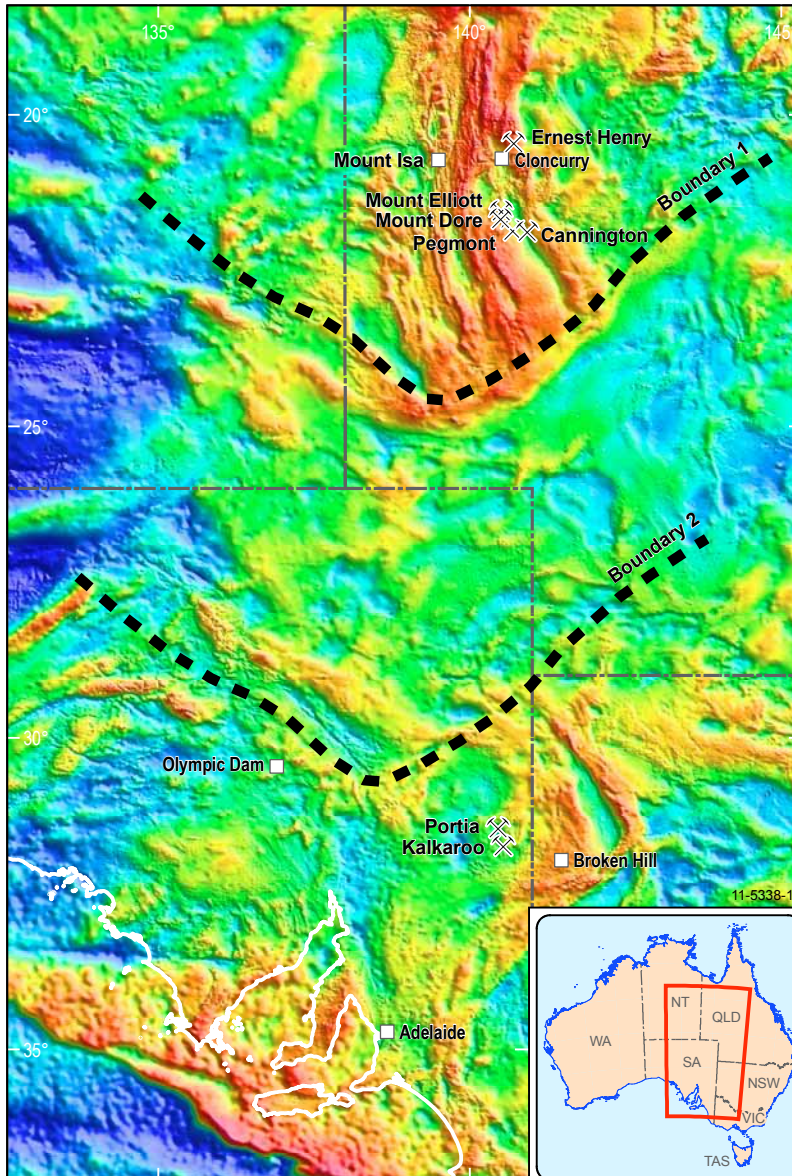 135°
140°
145°
20°
Ernest Henry
Mount Isa
Cloncurry
Boundary 1
Mount Elliott
Mount Dore
Pegmont
Cannington
25°
Boundary 2
30°
Olympic Dam
Portia
Kalkaroo
Broken Hill
11-5338-1
Adelaide
35°
NT
QLD
WA
SA
NSW
VIC
TAS